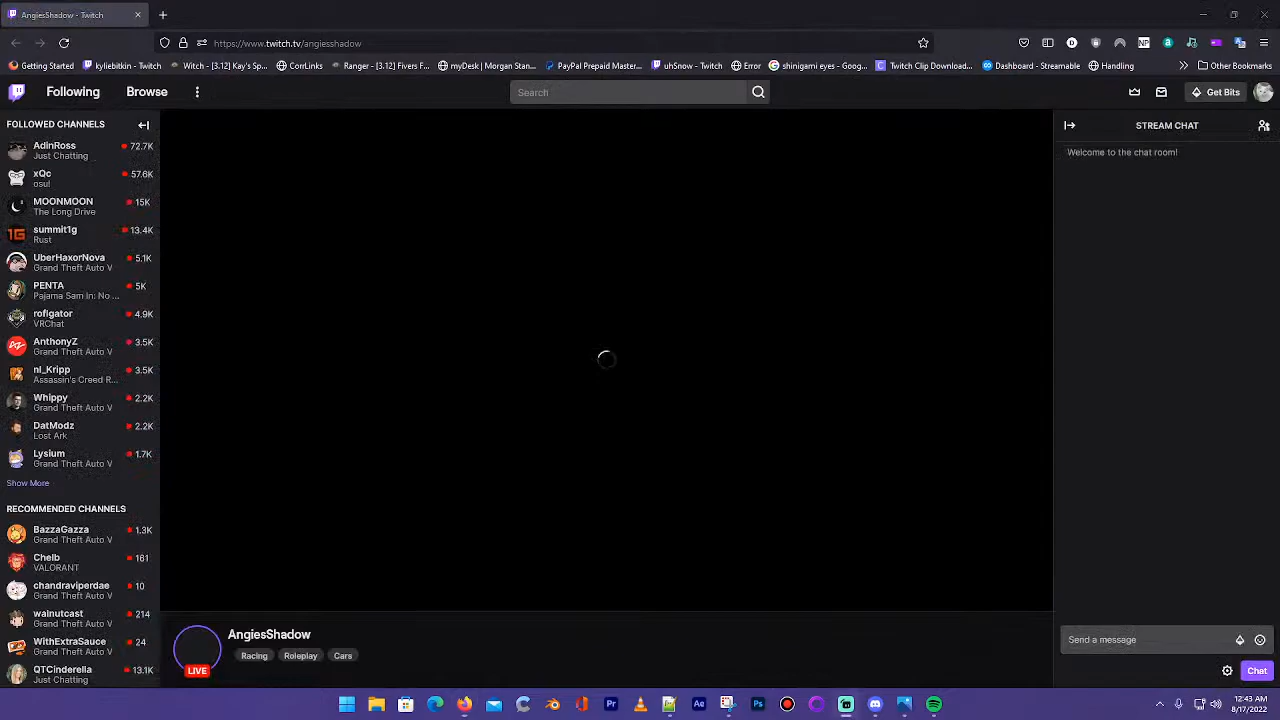 AngiesShadow - Twitch
https://www.twitch.tv/angiesshadow
Getting Started
kyliebitkin - Twitch
Witch - [3.12] Kay's Sp...
CorrLinks
Ranger - [3.12] Fivers F...
myDesk | Morgan Stan...
PayPal Prepaid Master...
uhSnow - Twitch
Error
shinigami eyes - Goog...
Twitch Clip Download...
Dashboard - Streamable
Handling
Other Bookmarks
Following
Browse
Search
Get Bits
FOLLOWED CHANNELS
AdinRoss 72.7K
Just Chatting
xQc 57.6K
osu!
MOONMOON 15K
The Long Drive
summit1g 13.4K
Rust
UberHaxorNova 5.1K
Grand Theft Auto V
PENTA 5K
Pajama Sam In: No ...
roflgator 4.9K
VRChat
AnthonyZ 3.5K
Grand Theft Auto V
nl_Kripp 3.5K
Assassin's Creed R...
Whippy 2.2K
Grand Theft Auto V
DatModz 2.2K
Lost Ark
Lysium 1.7K
Grand Theft Auto V
Show More
RECOMMENDED CHANNELS
BazzaGazza 1.3K
Grand Theft Auto V
Chelb 161
VALORANT
chandraviperdae 10
Grand Theft Auto V
walnutcast 214
Grand Theft Auto V
WithExtraSauce 24
Grand Theft Auto V
QTCinderella 13.1K
Just Chatting
AngiesShadow
Racing Roleplay Cars
LIVE
STREAM CHAT
Welcome to the chat room!
Send a message
Chat
12:43 AM
8/17/2022